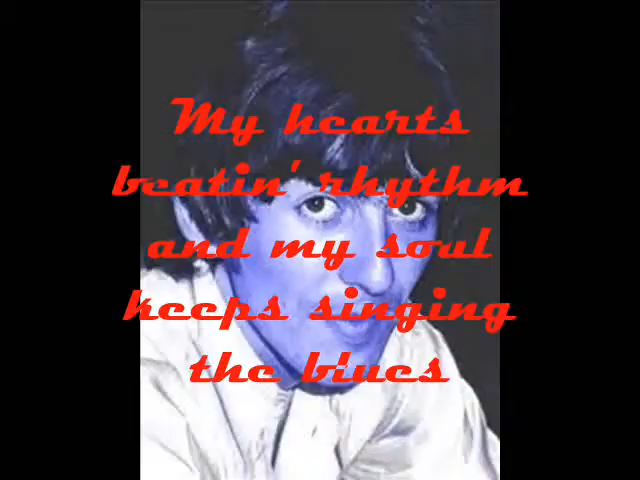 My hearts
beatin' rhythm
and my soul
keeps singing
the blues